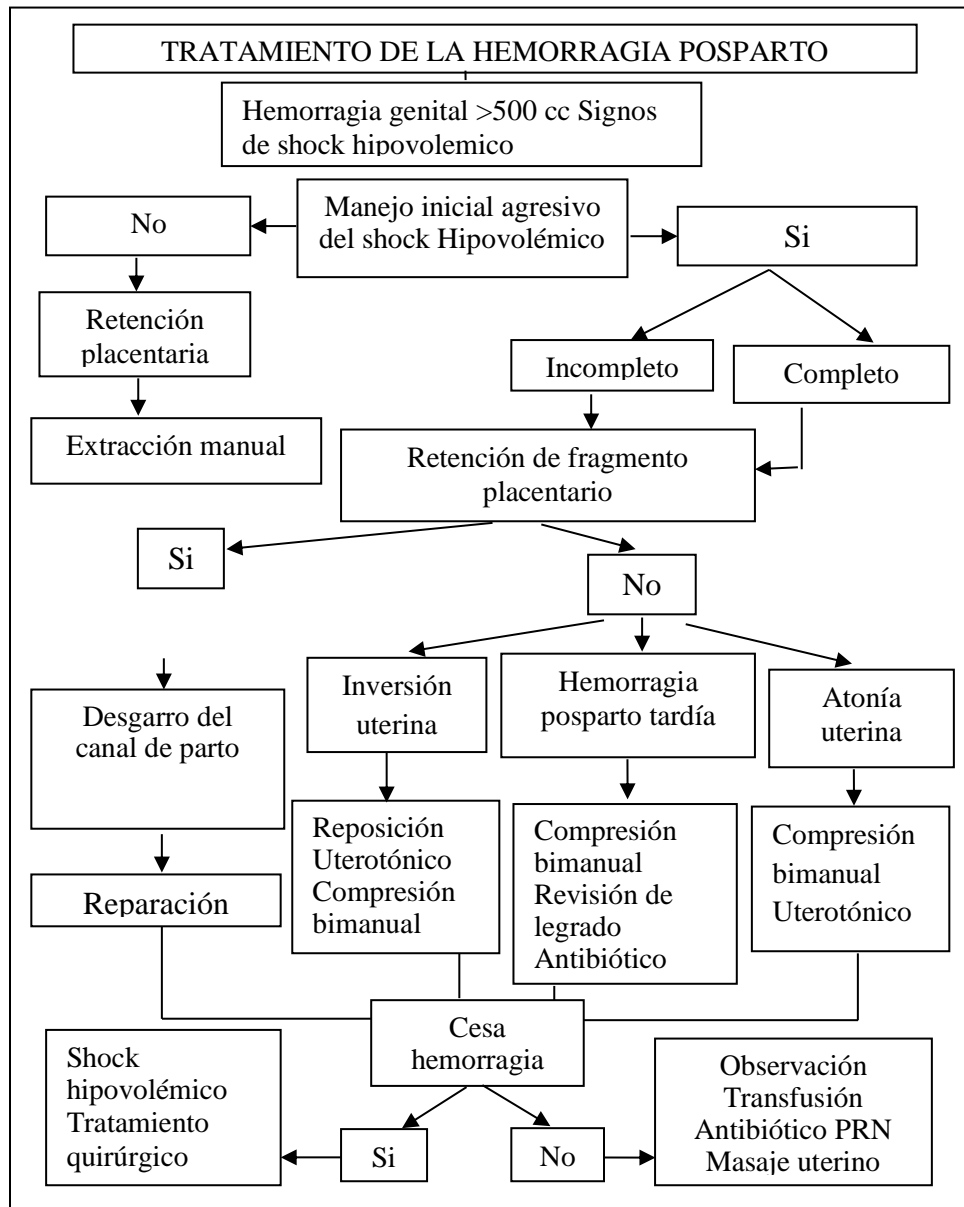 TRATAMIENTO DE LA HEMORRAGIA POSPARTO
Hemorragia genital >500 cc Signos
de shock hipovolemico
Manejo inicial agresivo
del shock Hipovolémico
No
Si
Retención
placentaria
Incompleto
Completo
Extracción manual
Retención de fragmento
placentario
Si
No
Desgarro del
canal de parto
Inversión
uterina
Hemorragia
posparto tardía
Atonía
uterina
Reparación
Reposición
Uterotónico
Compresión
bimanual
Compresión
bimanual
Revisión de
legrado
Antibiótico
Compresión
bimanual
Uterotónico
Cesa
hemorragia
Shock
hipovolémico
Tratamiento
quirúrgico
Si
No
Observación
Transfusión
Antibiótico PRN
Masaje uterino